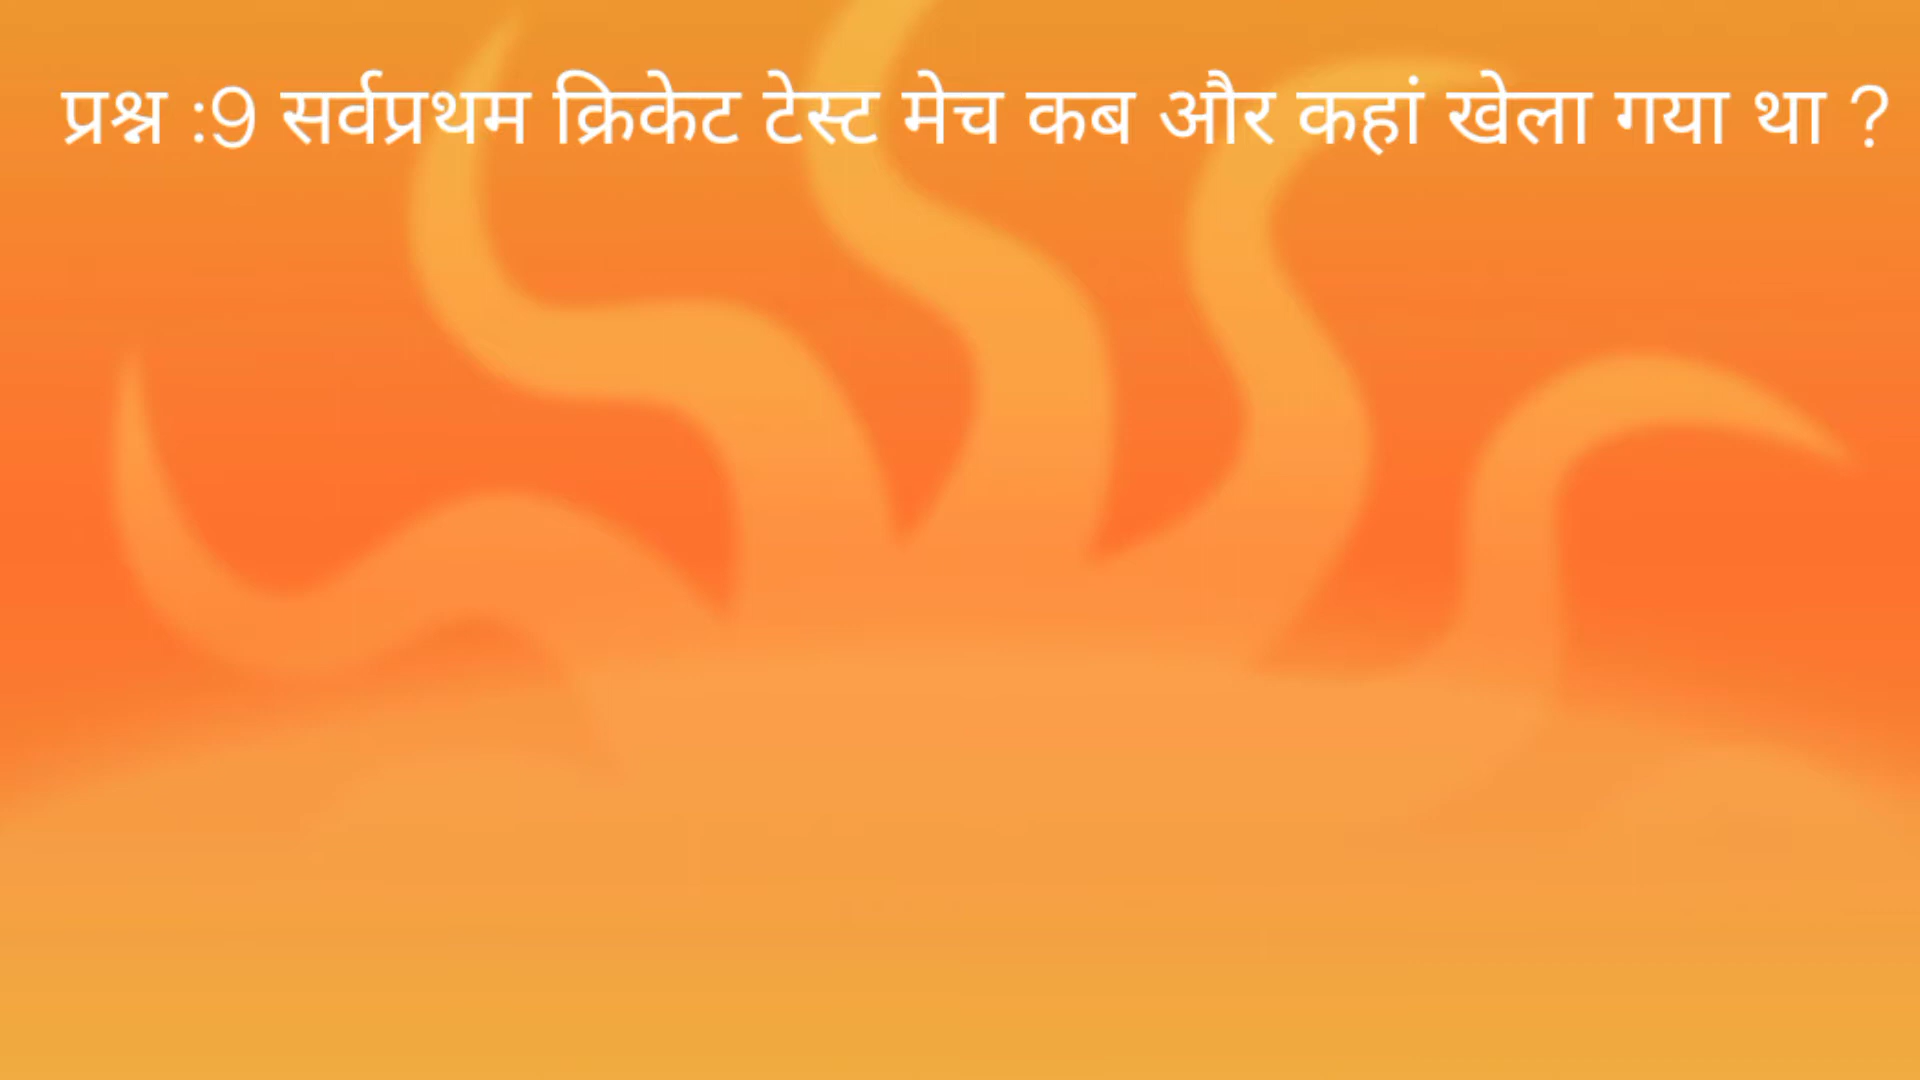 प्रश्न :9 सर्वप्रथम क्रिकेट टेस्ट मेच कब और कहां खेला गया था ?